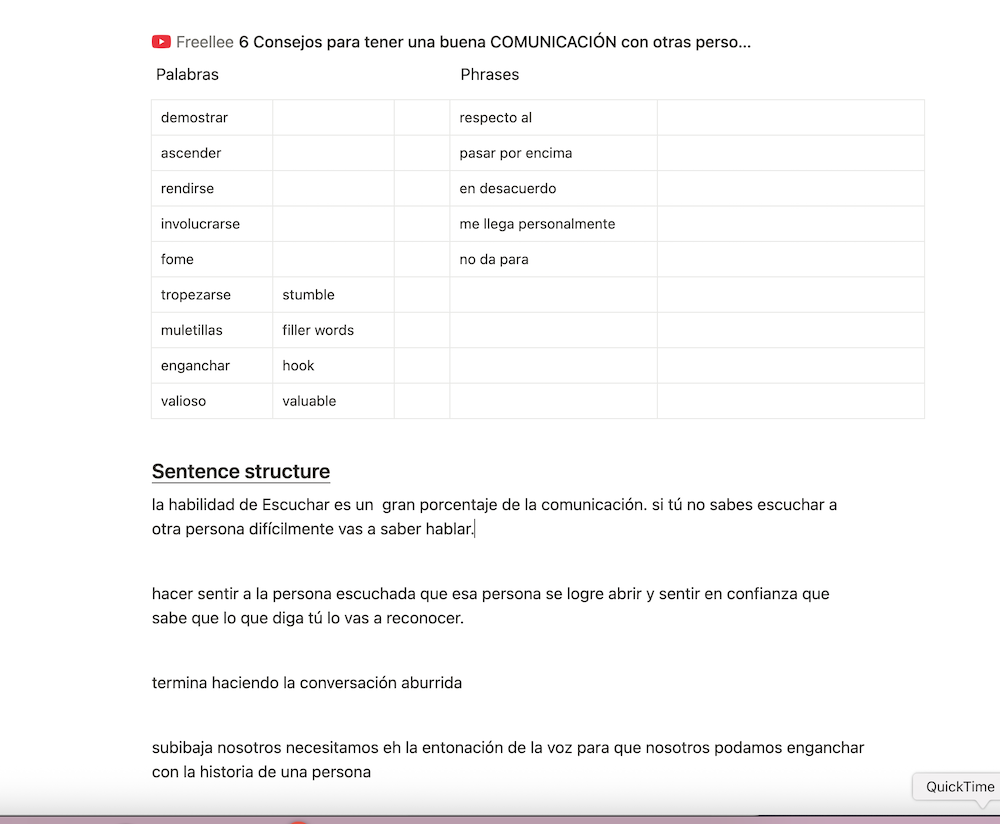 Freellee 6 Consejos para tener una buena COMUNICACIÓN con otras perso...
Palabras Phrases
demostrar respecto al
ascender pasar por encima
rendirse en desacuerdo
involucrarse me llega personalmente
fome no da para
tropezarse stumble
muletillas filler words
enganchar hook
valioso valuable
Sentence structure
la habilidad de Escuchar es un  gran porcentaje de la comunicación. si tú no sabes escuchar a
otra persona difícilmente vas a saber hablar.
hacer sentir a la persona escuchada que esa persona se logre abrir y sentir en confianza que
sabe que lo que diga tú lo vas a reconocer.
termina haciendo la conversación aburrida
subibaja nosotros necesitamos eh la entonación de la voz para que nosotros podamos enganchar
con la historia de una persona
QuickTime